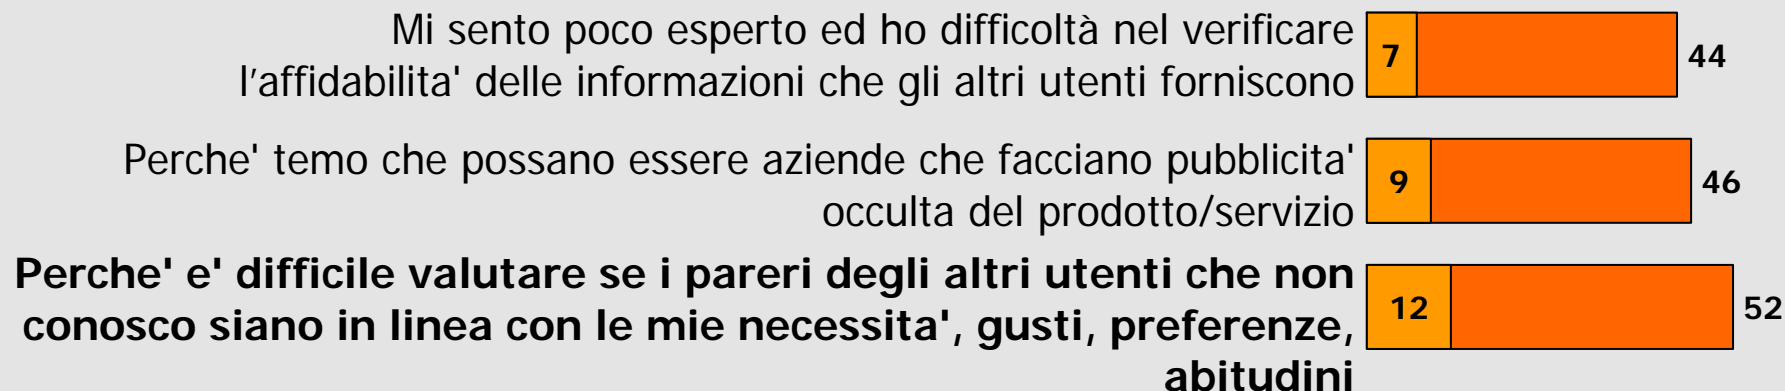 Mi sento poco esperto ed ho difficoltà nel verificare
l'affidabilita' delle informazioni che gli altri utenti forniscono
7 44
Perche' temo che possano essere aziende che facciano pubblicita'
occulta del prodotto/servizio
9 46
Perche' e' difficile valutare se i pareri degli altri utenti che non
conosco siano in linea con le mie necessita', gusti, preferenze,
abitudini
12 52